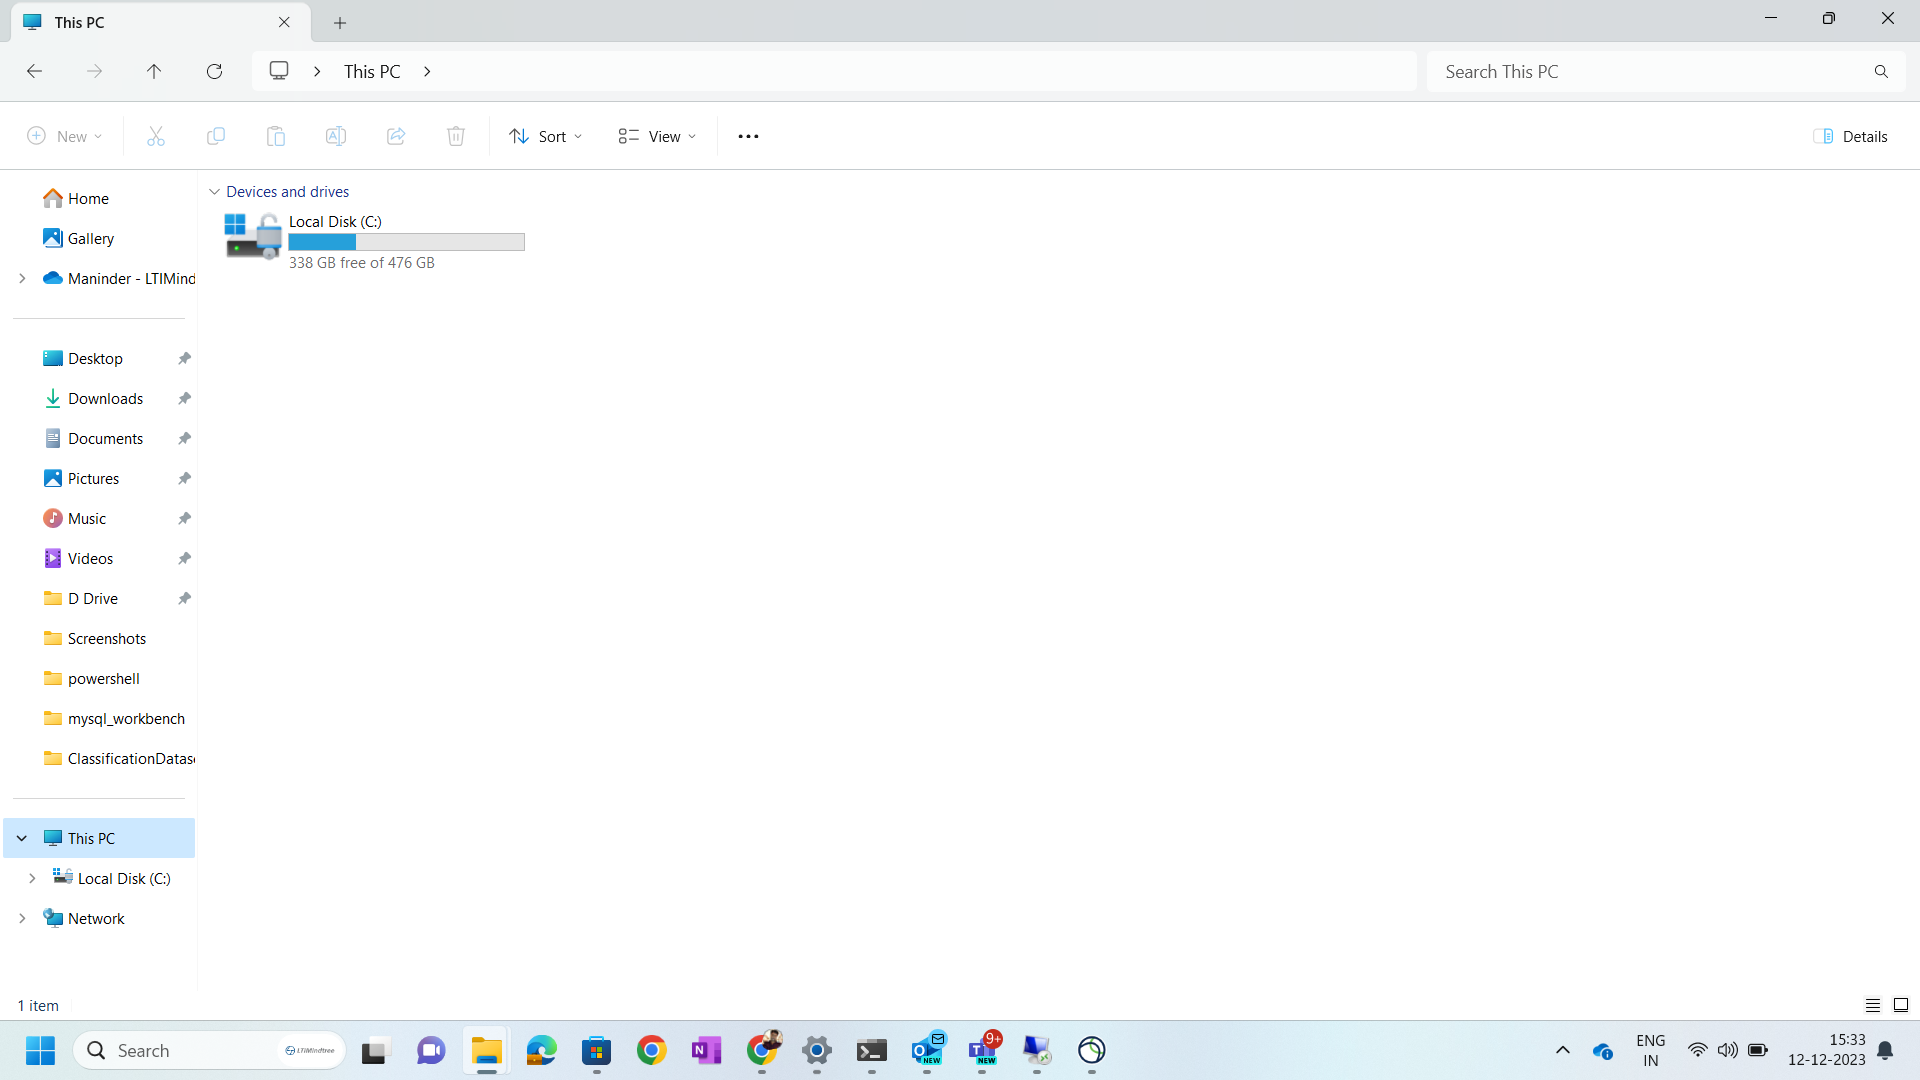 This PC
This PC
Search This PC
New
Sort
View
Details
Home
Gallery
Maninder - LTIMind
Desktop
Downloads
Documents
Pictures
Music
Videos
D Drive
Screenshots
powershell
mysql_workbench
ClassificationDatas
This PC
Local Disk (C:)
Network
Devices and drives
Local Disk (C:)
338 GB free of 476 GB
1 item
Search
LTIMindtree
N
NEW
T
9+
NEW
ENG
IN
15:33
12-12-2023